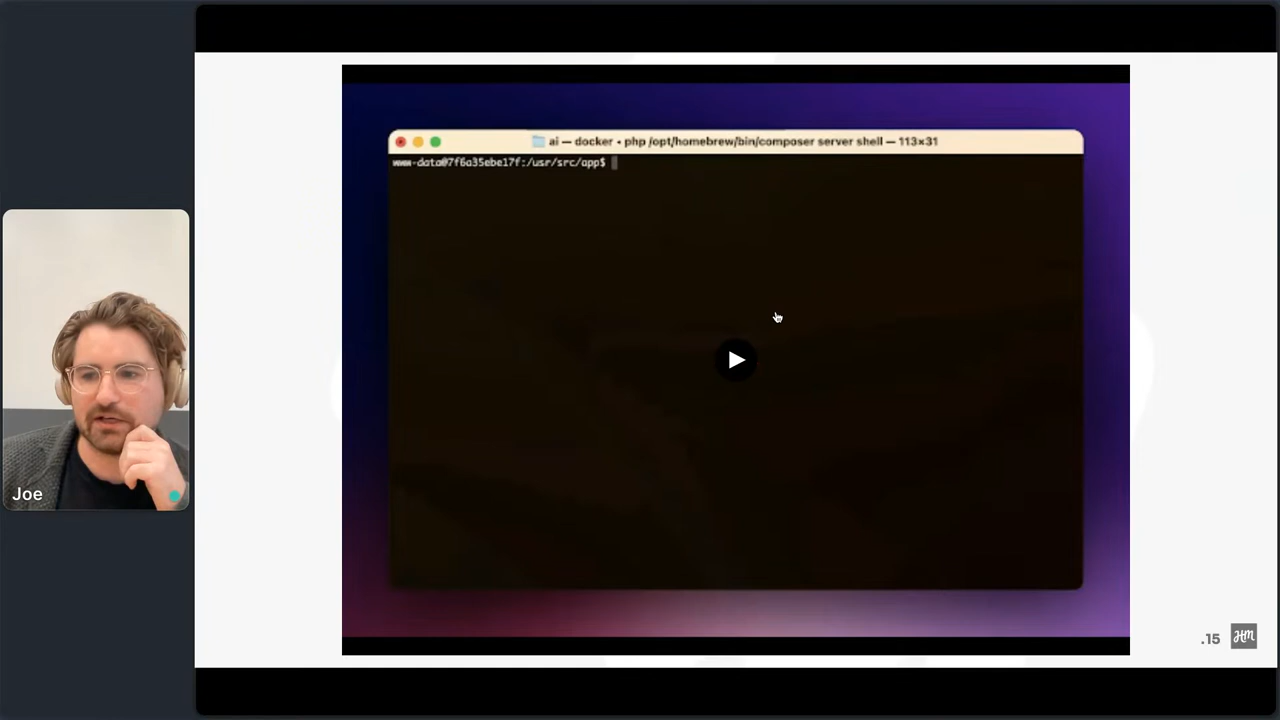 ai — docker • php /opt/homebrew/bin/composer server shell — 113×31
www-data@7f6a35ebe17f:/usr/src/app$
Joe
.15
HM